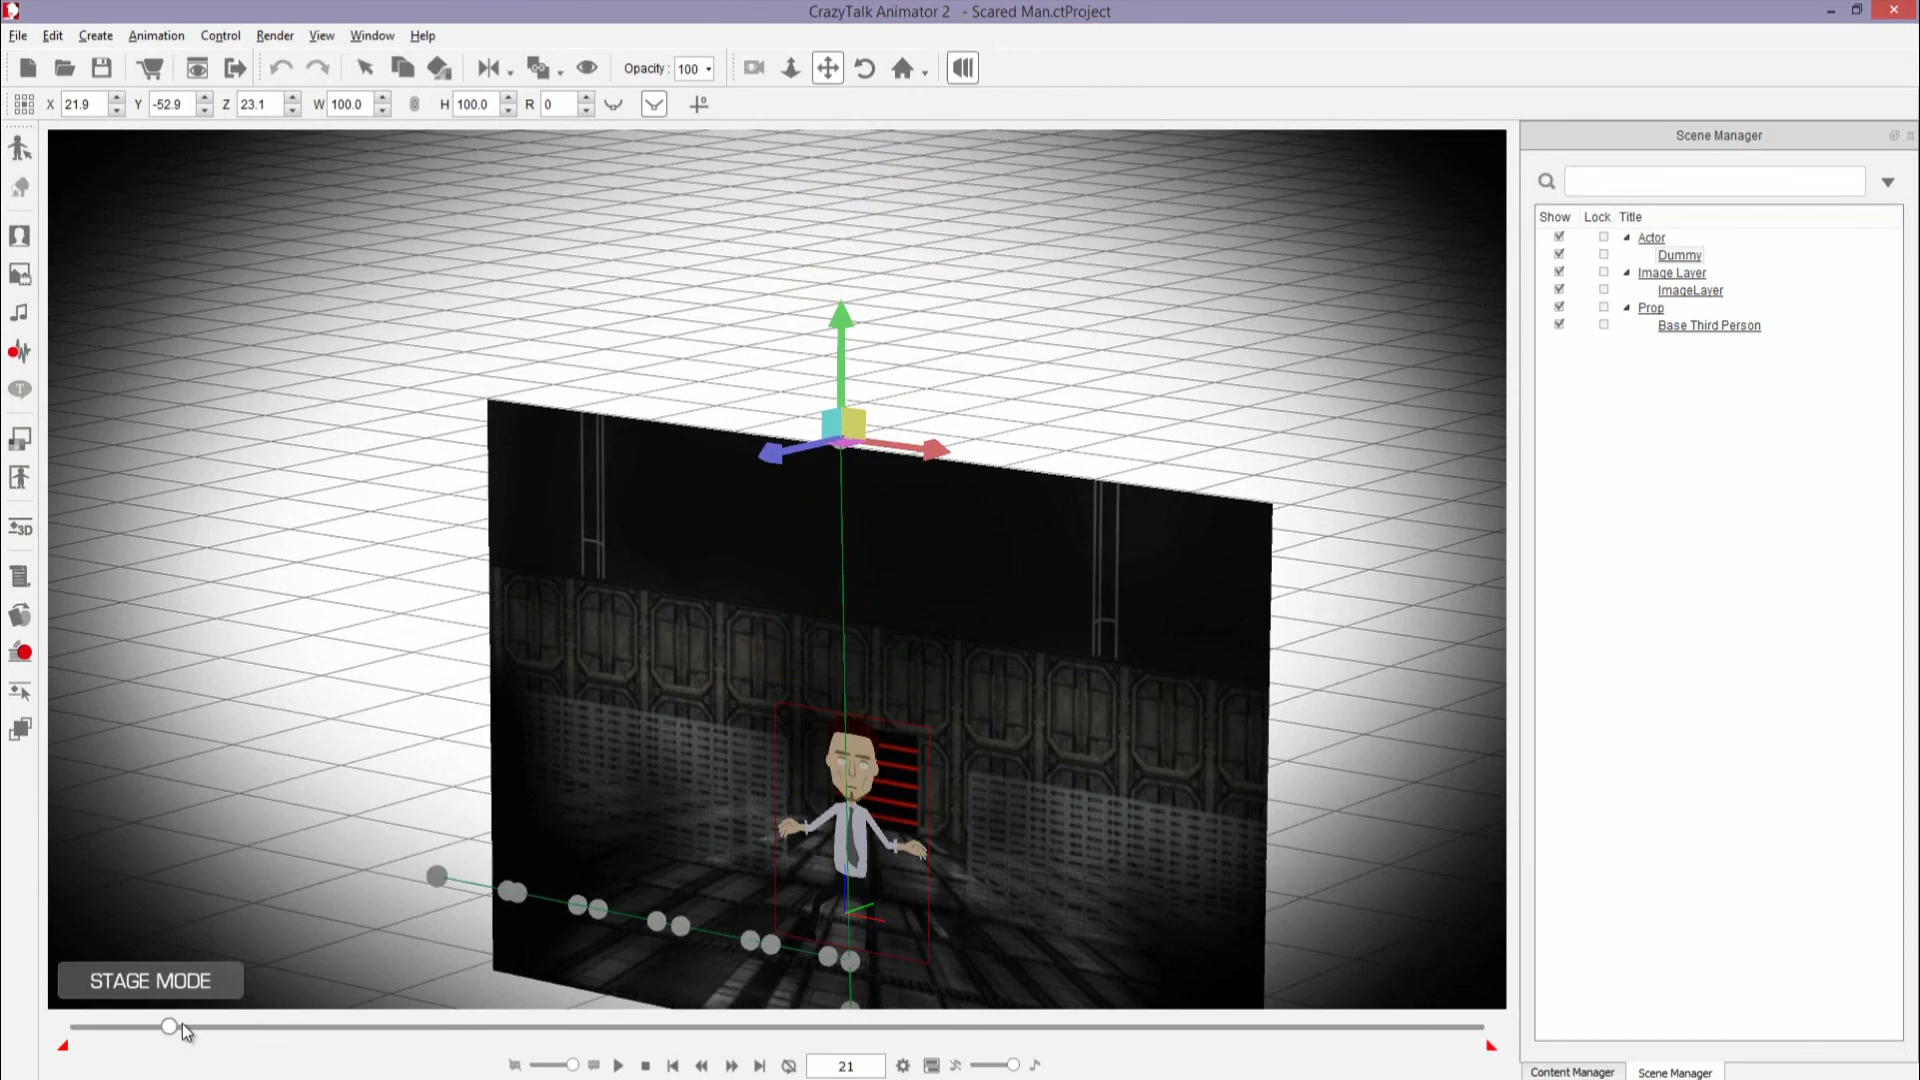 CrazyTalk Animator 2 - Scared Man.ctProject
File Edit Create Animation Control Render View Window Help
Opacity : 100
X 21.9 Y -52.9 Z 23.1 W 100.0 H 100.0 R 0
Scene Manager
Show Lock Title
Actor
Dummy
Image Layer
ImageLayer
Prop
Base Third Person
3D
STAGE MODE
21
Content Manager Scene Manager